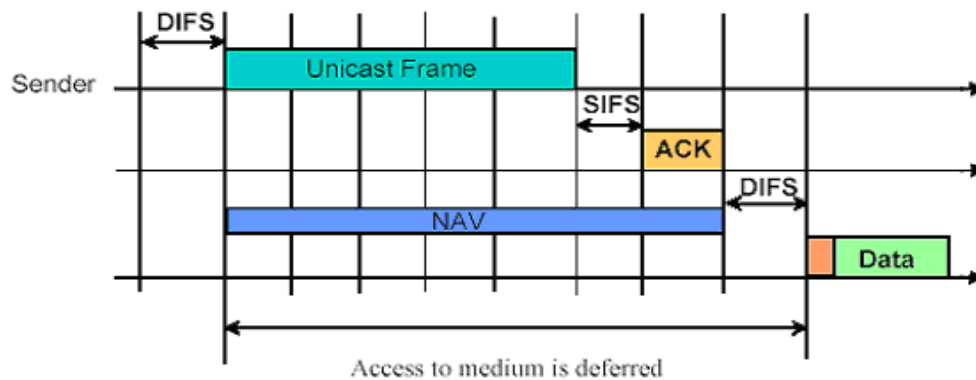 DIFS
Unicast Frame
Sender
SIFS
ACK
DIFS
NAV
Data
Access to medium is deferred